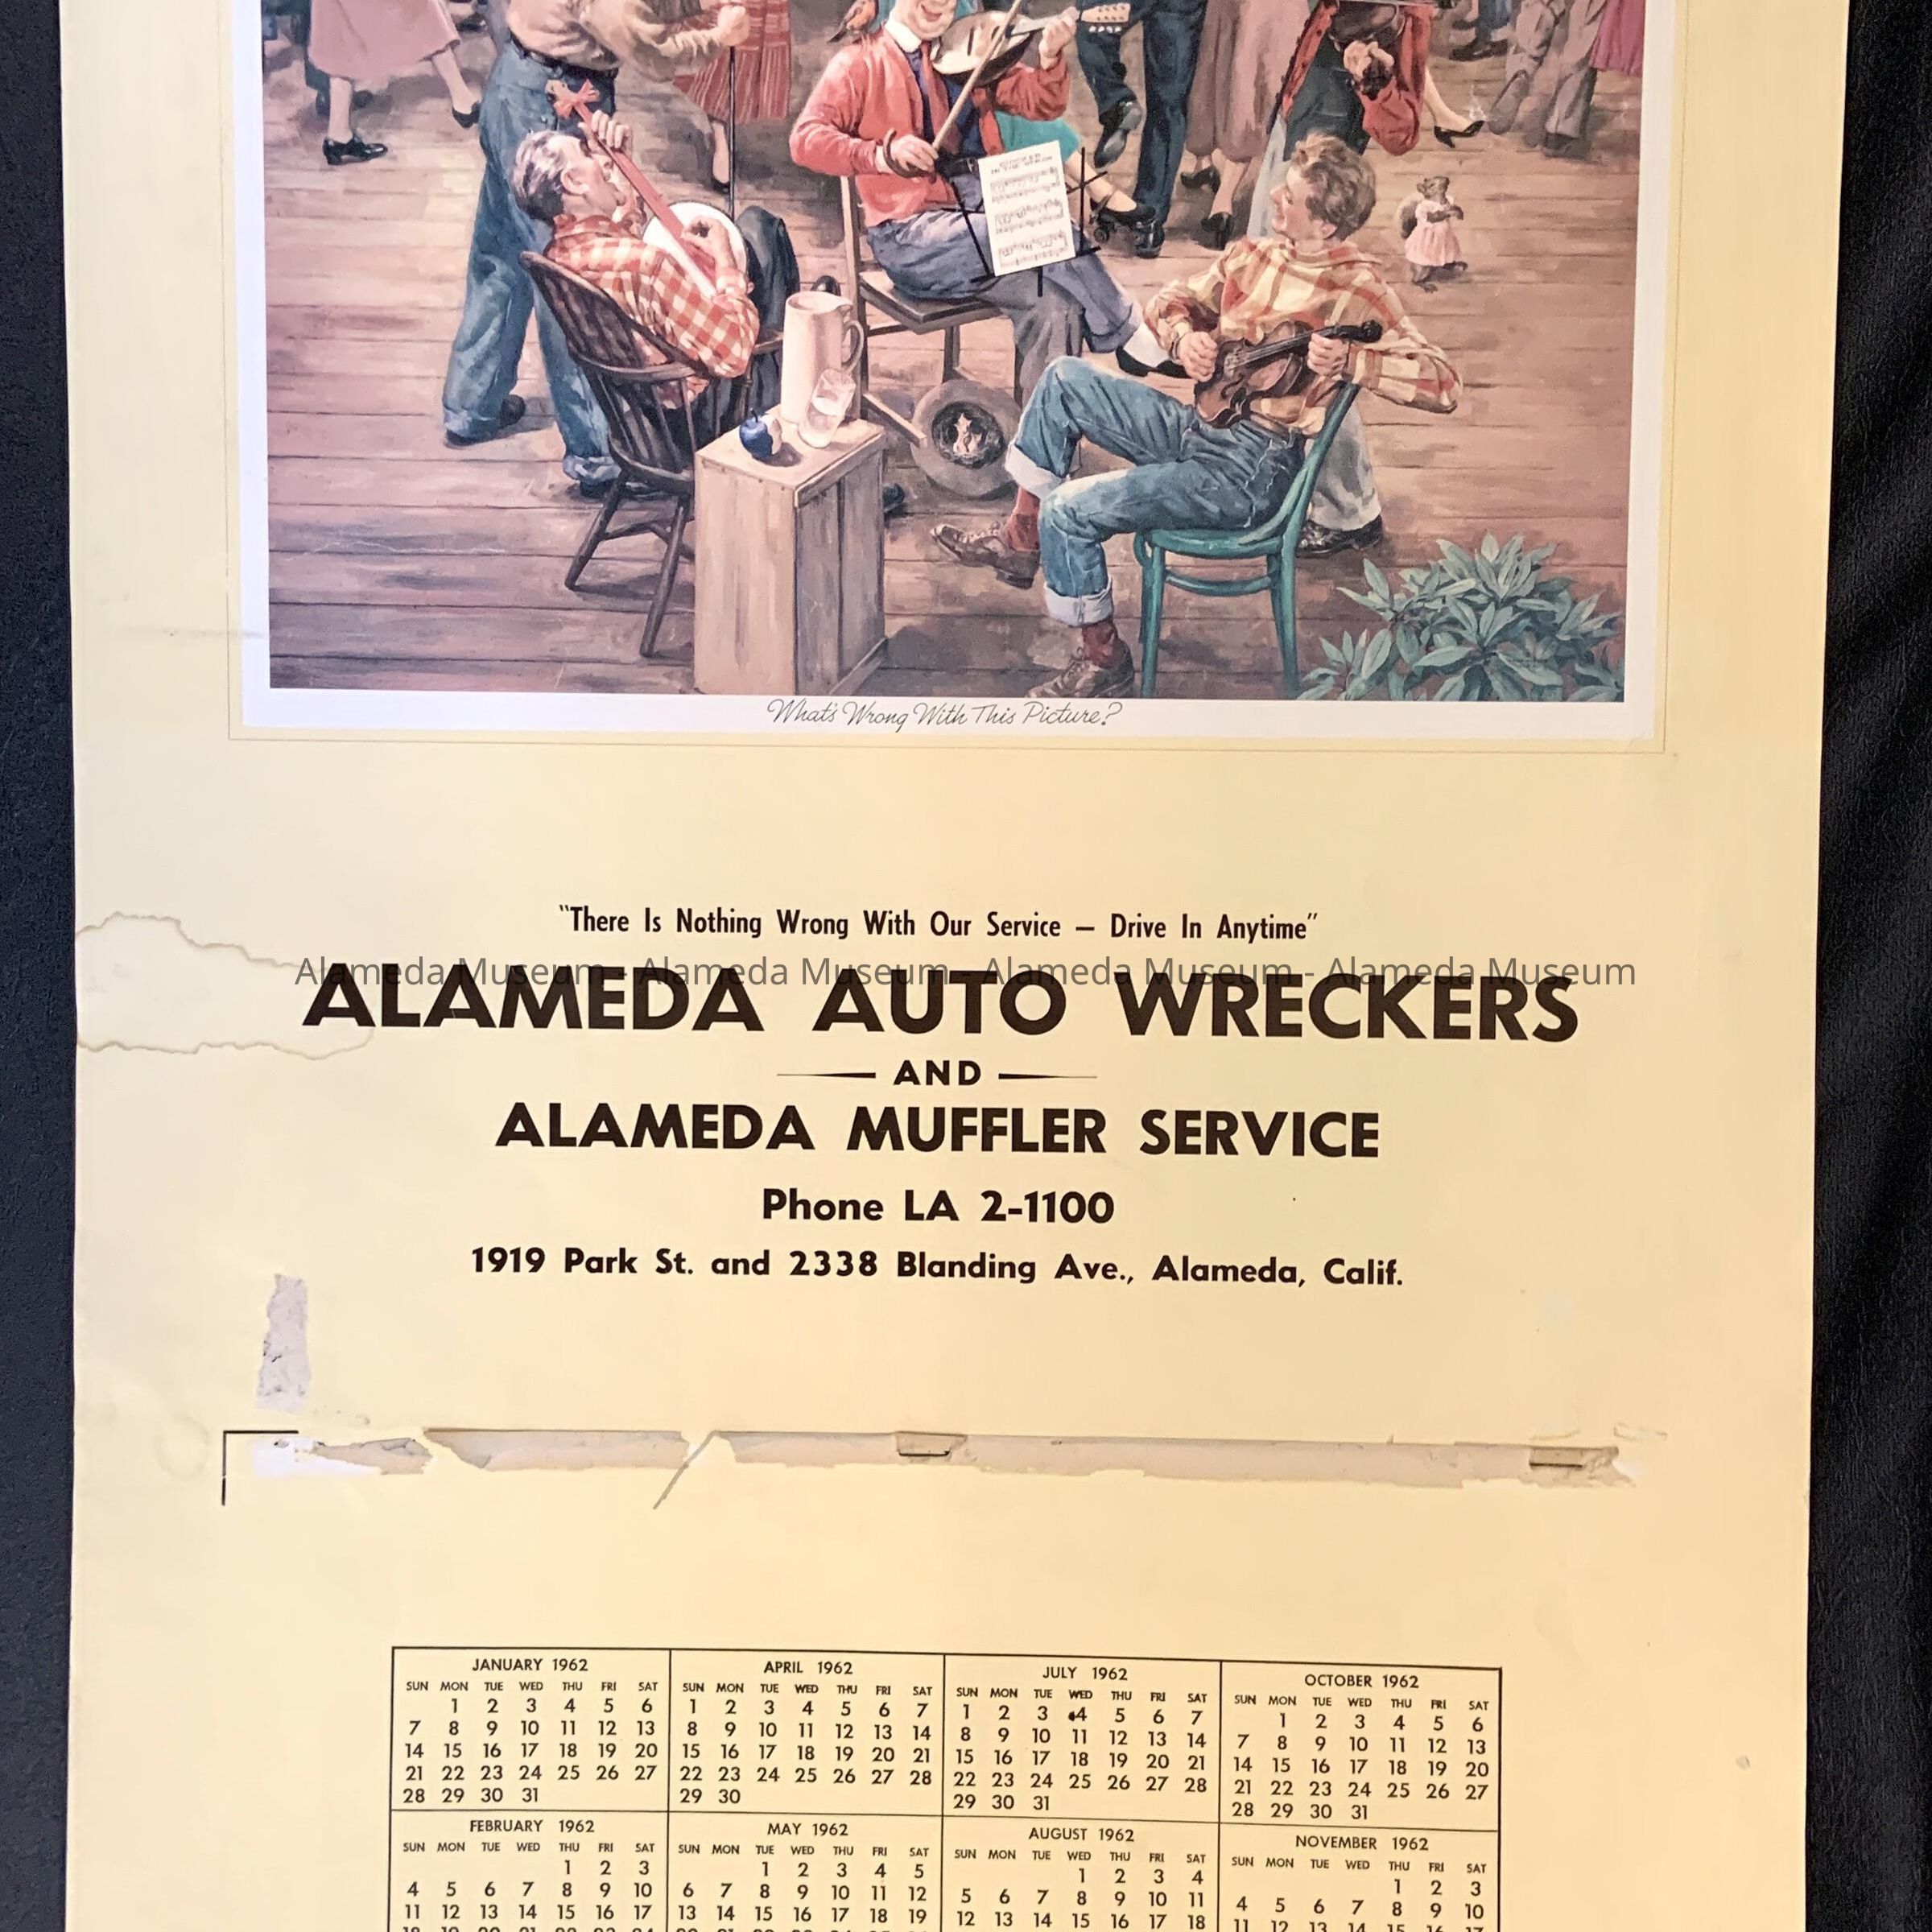 What's Wrong With This Picture?
"There Is Nothing Wrong With Our Service – Drive In Anytime"
Alameda Museum - Alameda Museum - Alameda Museum - Alameda Museum
ALAMEDA AUTO WRECKERS
AND
ALAMEDA MUFFLER SERVICE
Phone LA 2-1100
1919 Park St. and 2338 Blanding Ave., Alameda, Calif.
JANUARY 1962
SUN MON TUE WED THU FRI SAT
1 2 3 4 5 6
7 8 9 10 11 12 13
14 15 16 17 18 19 20
21 22 23 24 25 26 27
28 29 30 31
APRIL 1962
SUN MON TUE WED THU FRI SAT
1 2 3 4 5 6 7
8 9 10 11 12 13 14
15 16 17 18 19 20 21
22 23 24 25 26 27 28
29 30
JULY 1962
SUN MON TUE WED THU FRI SAT
1 2 3 4 5 6 7
8 9 10 11 12 13 14
15 16 17 18 19 20 21
22 23 24 25 26 27 28
29 30 31
OCTOBER 1962
SUN MON TUE WED THU FRI SAT
1 2 3 4 5 6
7 8 9 10 11 12 13
14 15 16 17 18 19 20
21 22 23 24 25 26 27
28 29 30 31
FEBRUARY 1962
SUN MON TUE WED THU FRI SAT
1 2 3
4 5 6 7 8 9 10
11 12 13 14 15 16 17
MAY 1962
SUN MON TUE WED THU FRI SAT
1 2 3 4 5
6 7 8 9 10 11 12
13 14 15 16 17 18 19
AUGUST 1962
SUN MON TUE WED THU FRI SAT
1 2 3 4
5 6 7 8 9 10 11
12 13 14 15 16 17 18
NOVEMBER 1962
SUN MON TUE WED THU FRI SAT
1 2 3
4 5 6 7 8 9 10